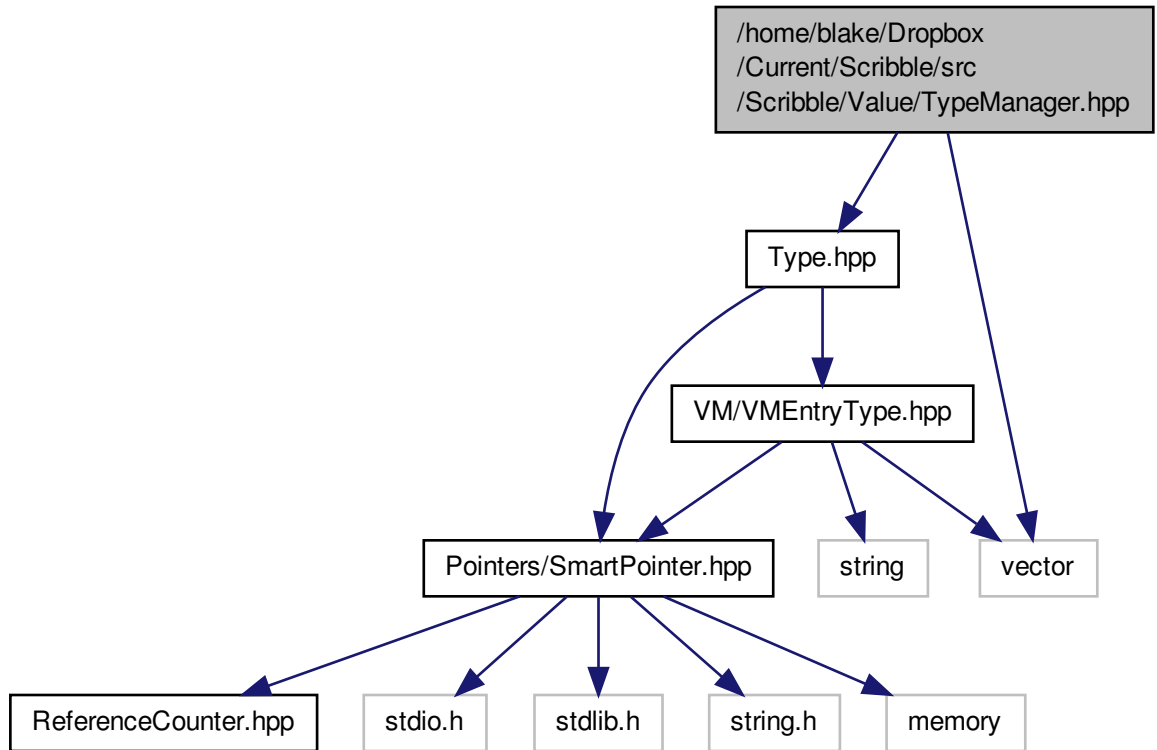 /home/blake/Dropbox
/Current/Scribble/src
/Scribble/Value/TypeManager.hpp
Type.hpp
VM/VMEntryType.hpp
Pointers/SmartPointer.hpp
string
vector
ReferenceCounter.hpp
stdio.h
stdlib.h
string.h
memory